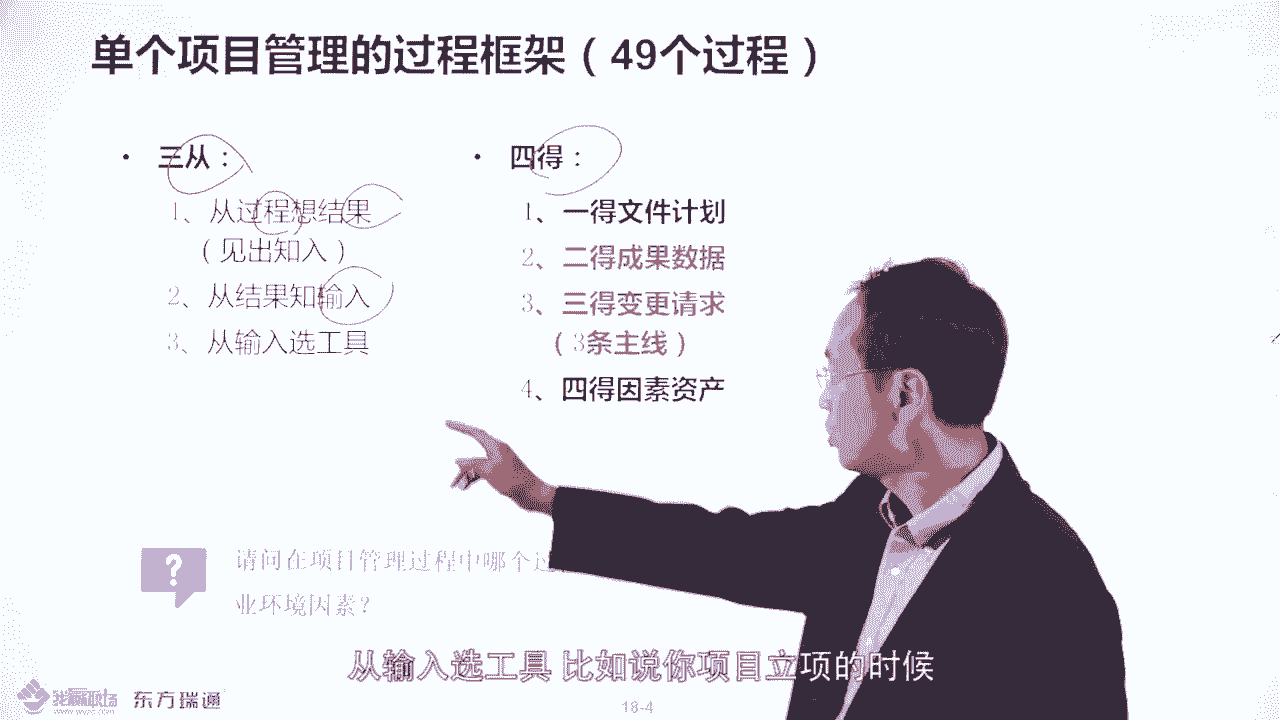 单个项目管理的过程框架（49个过程）
• 三从：
1、从过程想结果
（见出知入）
2、从结果知输入
3、从输入选工具
• 四得：
1、一得文件计划
2、二得成果数据
3、三得变更请求
（3条主线）
4、四得因素资产
?
请问在项目管理过程中哪个过
业环境因素？
从输入选工具 比如说你项目立项的时候
东方瑞通
18-4